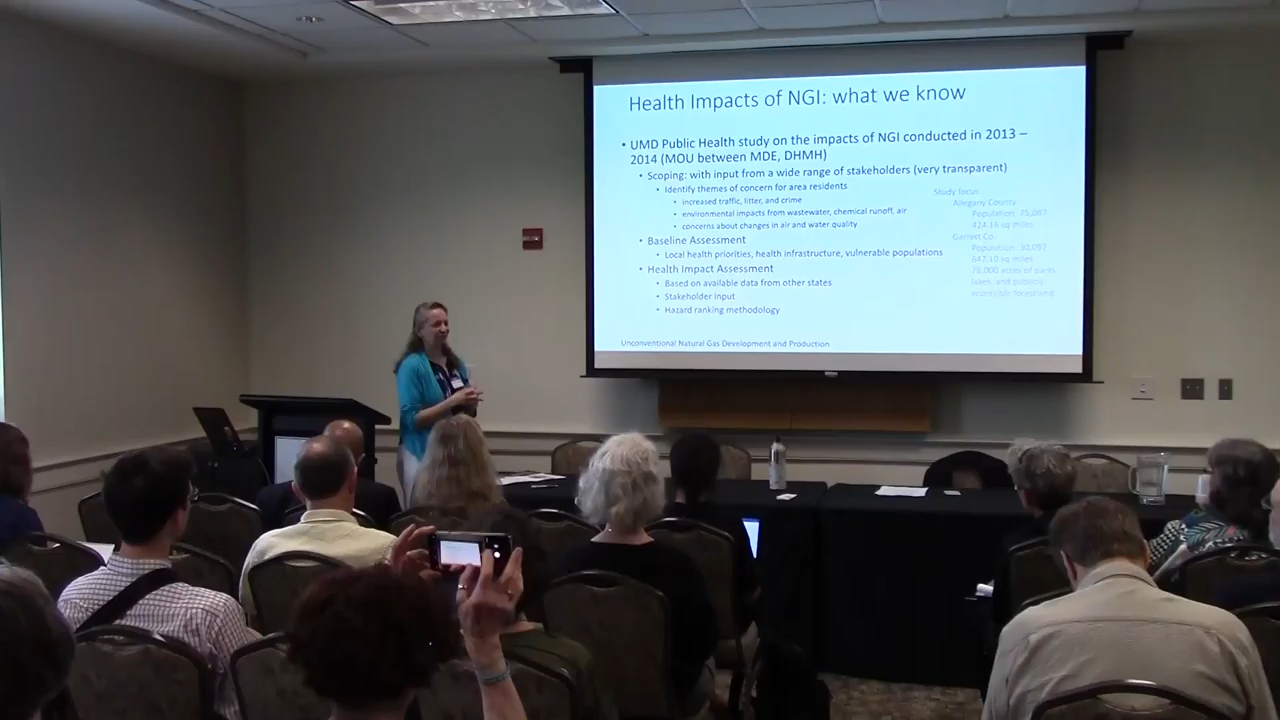 Health Impacts of NGI: what we know
• UMD Public Health study on the impacts of NGI conducted in 2013 –
2014 (MOU between MDE, DHMH)
• Scoping: with input from a wide range of stakeholders (very transparent)
• Identify themes of concern for area residents
• increased traffic, litter, and crime
• environmental impacts from wastewater, chemical runoff, air
• concerns about changes in air and water quality
• Baseline Assessment
• Local health priorities, health infrastructure, vulnerable populations
• Health Impact Assessment
• Based on available data from other states
• Stakeholder input
• Hazard ranking methodology
Study focus
Allegany County
Population: 75,087
424.16 sq miles
Garrett Co.
Population: 30,097
647.10 sq miles
76,000 acres of parks
lakes, and publicly
accessible forestland
Unconventional Natural Gas Development and Production